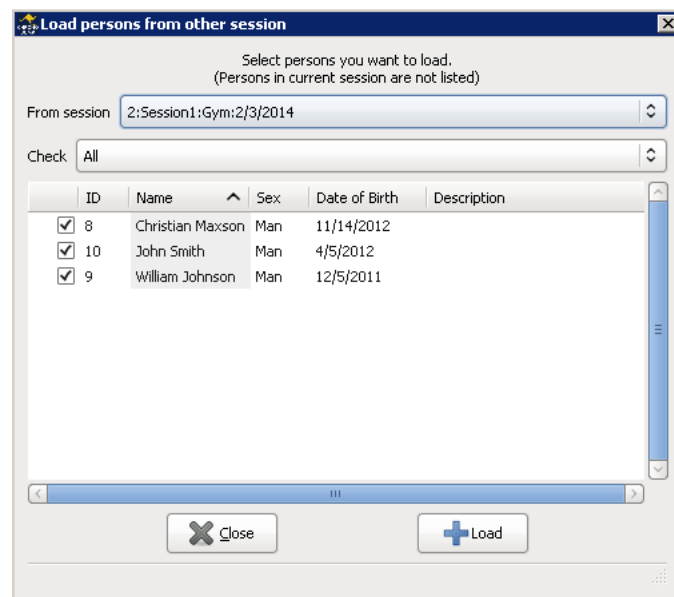 Load persons from other session
Select persons you want to load.
(Persons in current session are not listed)
From session 2:Session1:Gym:2/3/2014
Check All
ID Name Sex Date of Birth Description
8 Christian Maxson Man 11/14/2012
10 John Smith Man 4/5/2012
9 William Johnson Man 12/5/2011
Close Load